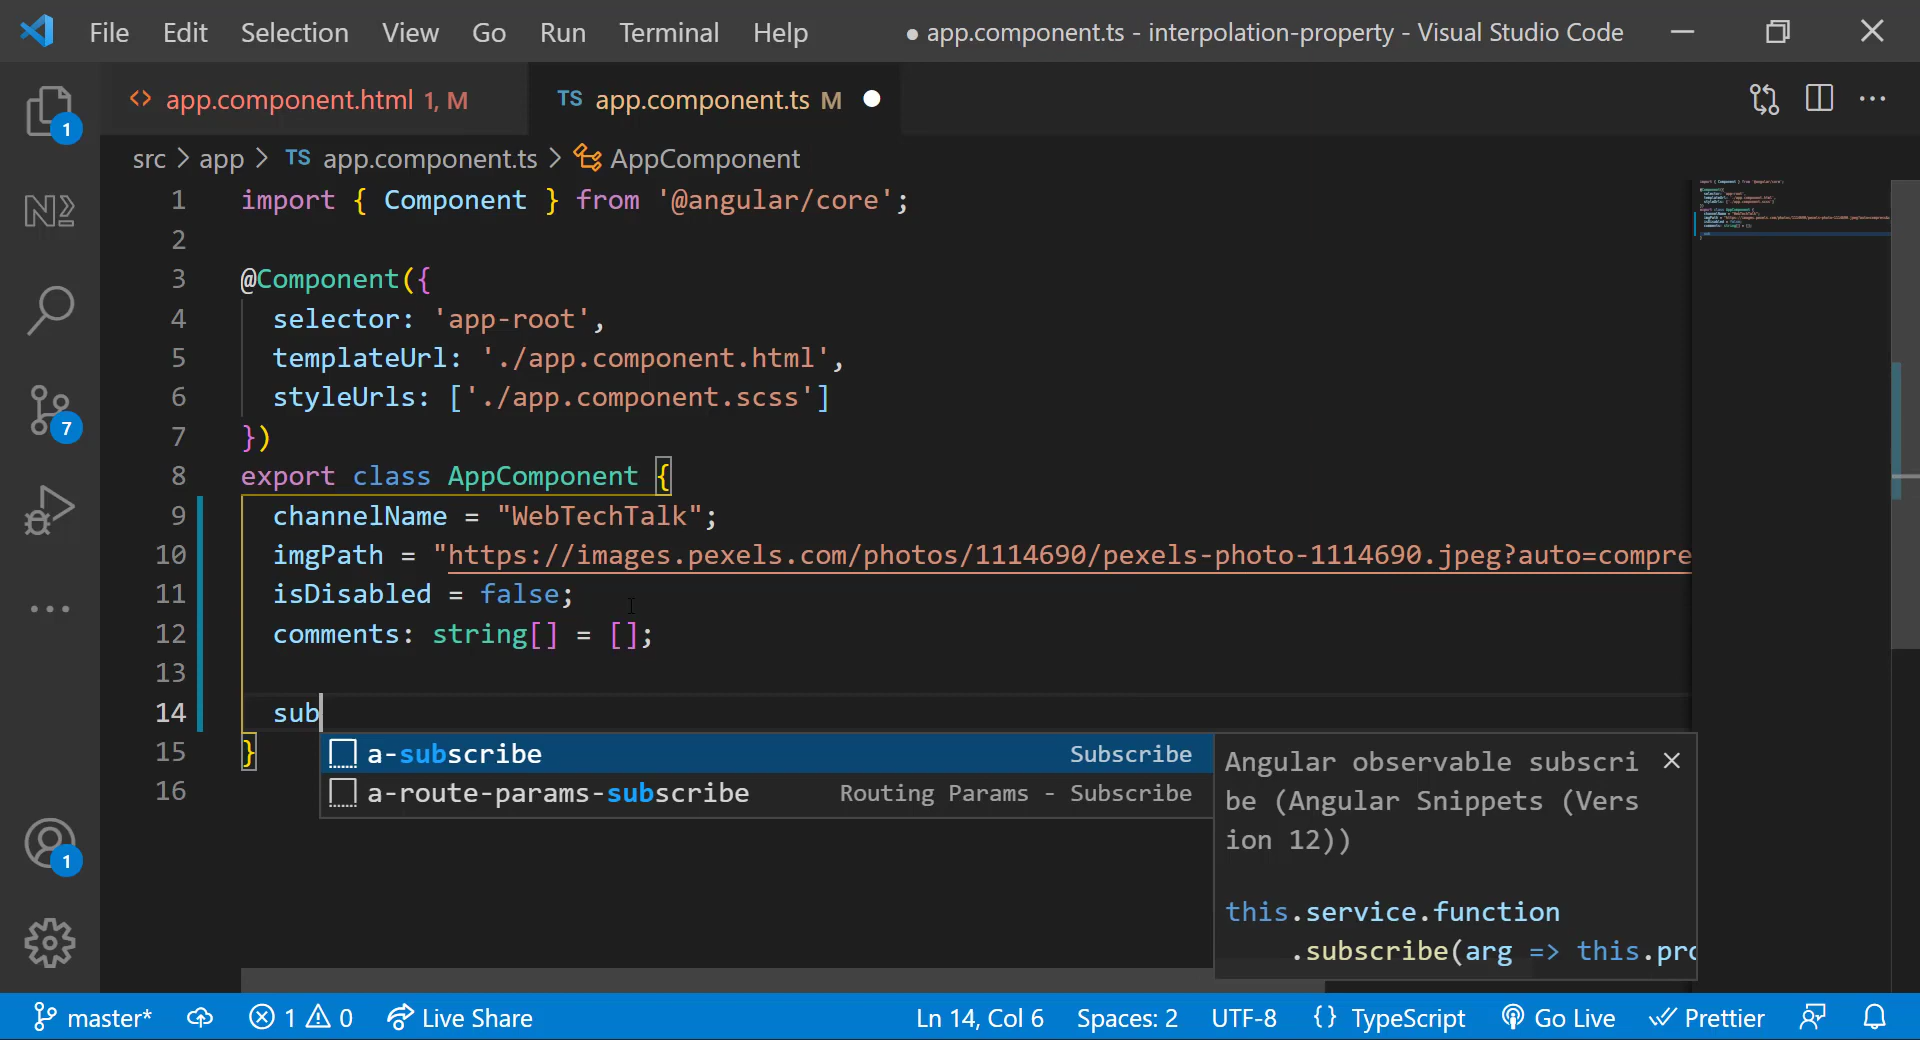 File Edit Selection View Go Run Terminal Help ● app.component.ts - interpolation-property - Visual Studio Code
<> app.component.html 1, M TS app.component.ts M ●
src > app > TS app.component.ts > AppComponent
1 import { Component } from '@angular/core';
2
3 @Component({
4 selector: 'app-root',
5 templateUrl: './app.component.html',
6 styleUrls: ['./app.component.scss']
7 })
8 export class AppComponent {
9 channelName = "WebTechTalk";
10 imgPath = "https://images.pexels.com/photos/1114690/pexels-photo-1114690.jpeg?auto=compre
11 isDisabled = false;
12 comments: string[] = [];
13
14 sub
15 }
16
a-subscribe Subscribe
a-route-params-subscribe Routing Params - Subscribe
Angular observable subscri
be (Angular Snippets (Vers
ion 12))
this.service.function
.subscribe(arg => this.pro
1
7
1
master* 1 0 Live Share Ln 14, Col 6 Spaces: 2 UTF-8 {} TypeScript Go Live Prettier